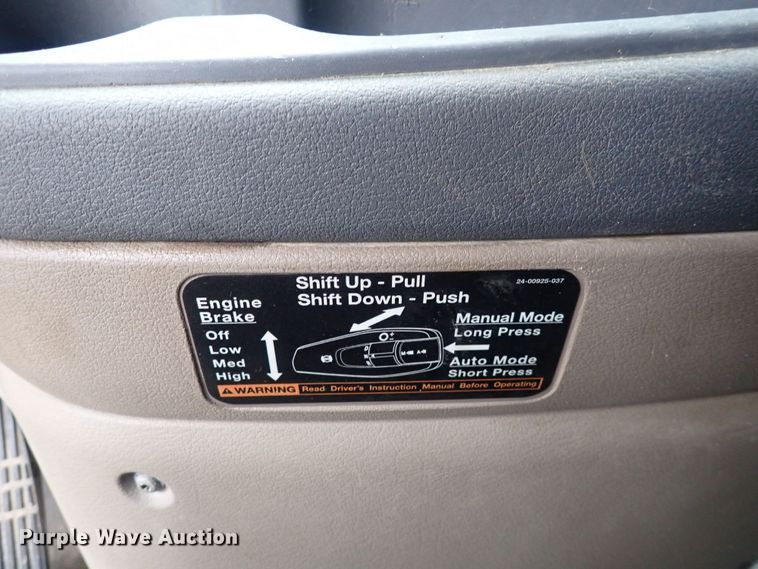 Shift Up - Pull
Shift Down - Push
24-00925-037
Engine
Brake
Off
Low
Med
High
Manual Mode
Long Press
Auto Mode
Short Press
WARNING Read Driver's Instruction Manual Before Operating
Purple Wave Auction